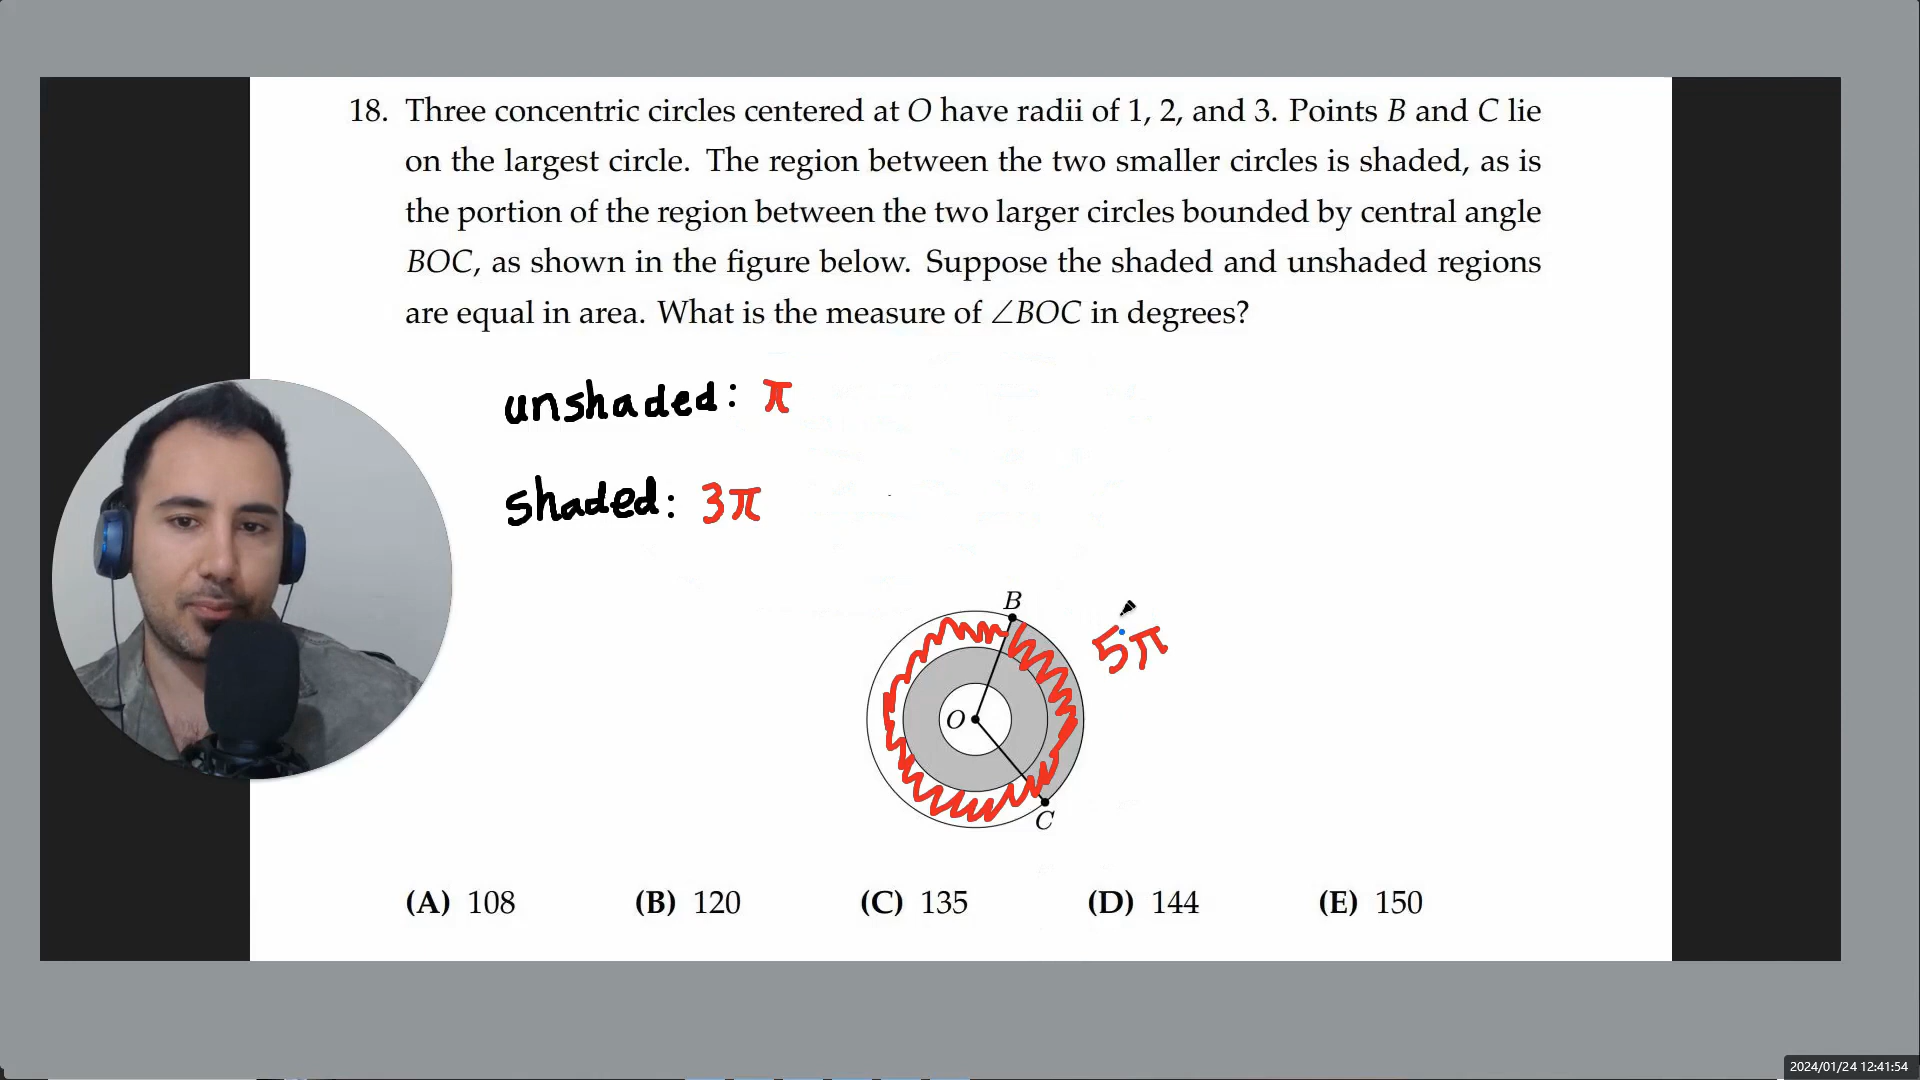 18. Three concentric circles centered at O have radii of 1, 2, and 3. Points B and C lie
on the largest circle. The region between the two smaller circles is shaded, as is
the portion of the region between the two larger circles bounded by central angle
BOC, as shown in the figure below. Suppose the shaded and unshaded regions
are equal in area. What is the measure of ∠BOC in degrees?
unshaded: π
shaded: 3π
B
5π
O
C
(A) 108 (B) 120 (C) 135 (D) 144 (E) 150
2024/01/24 12:41:54